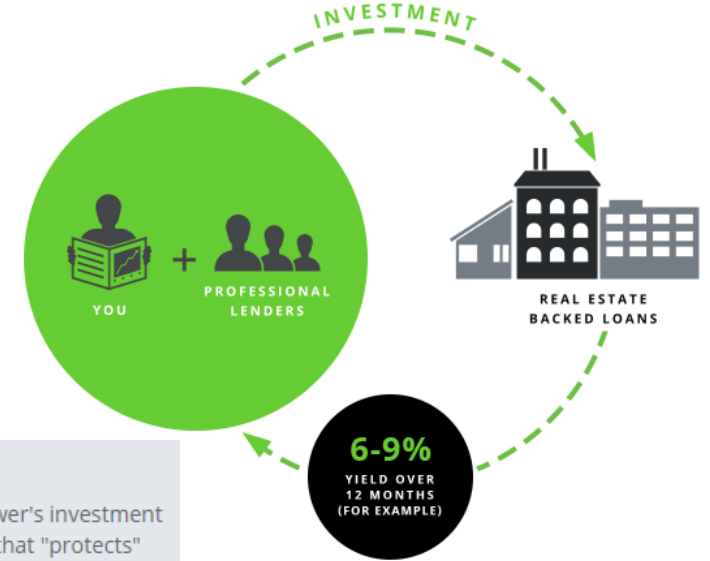 INVESTMENT
YOU
+
PROFESSIONAL
LENDERS
REAL ESTATE
BACKED LOANS
6-9%
YIELD OVER
12 MONTHS
(FOR EXAMPLE)
wer's investment
that "protects"